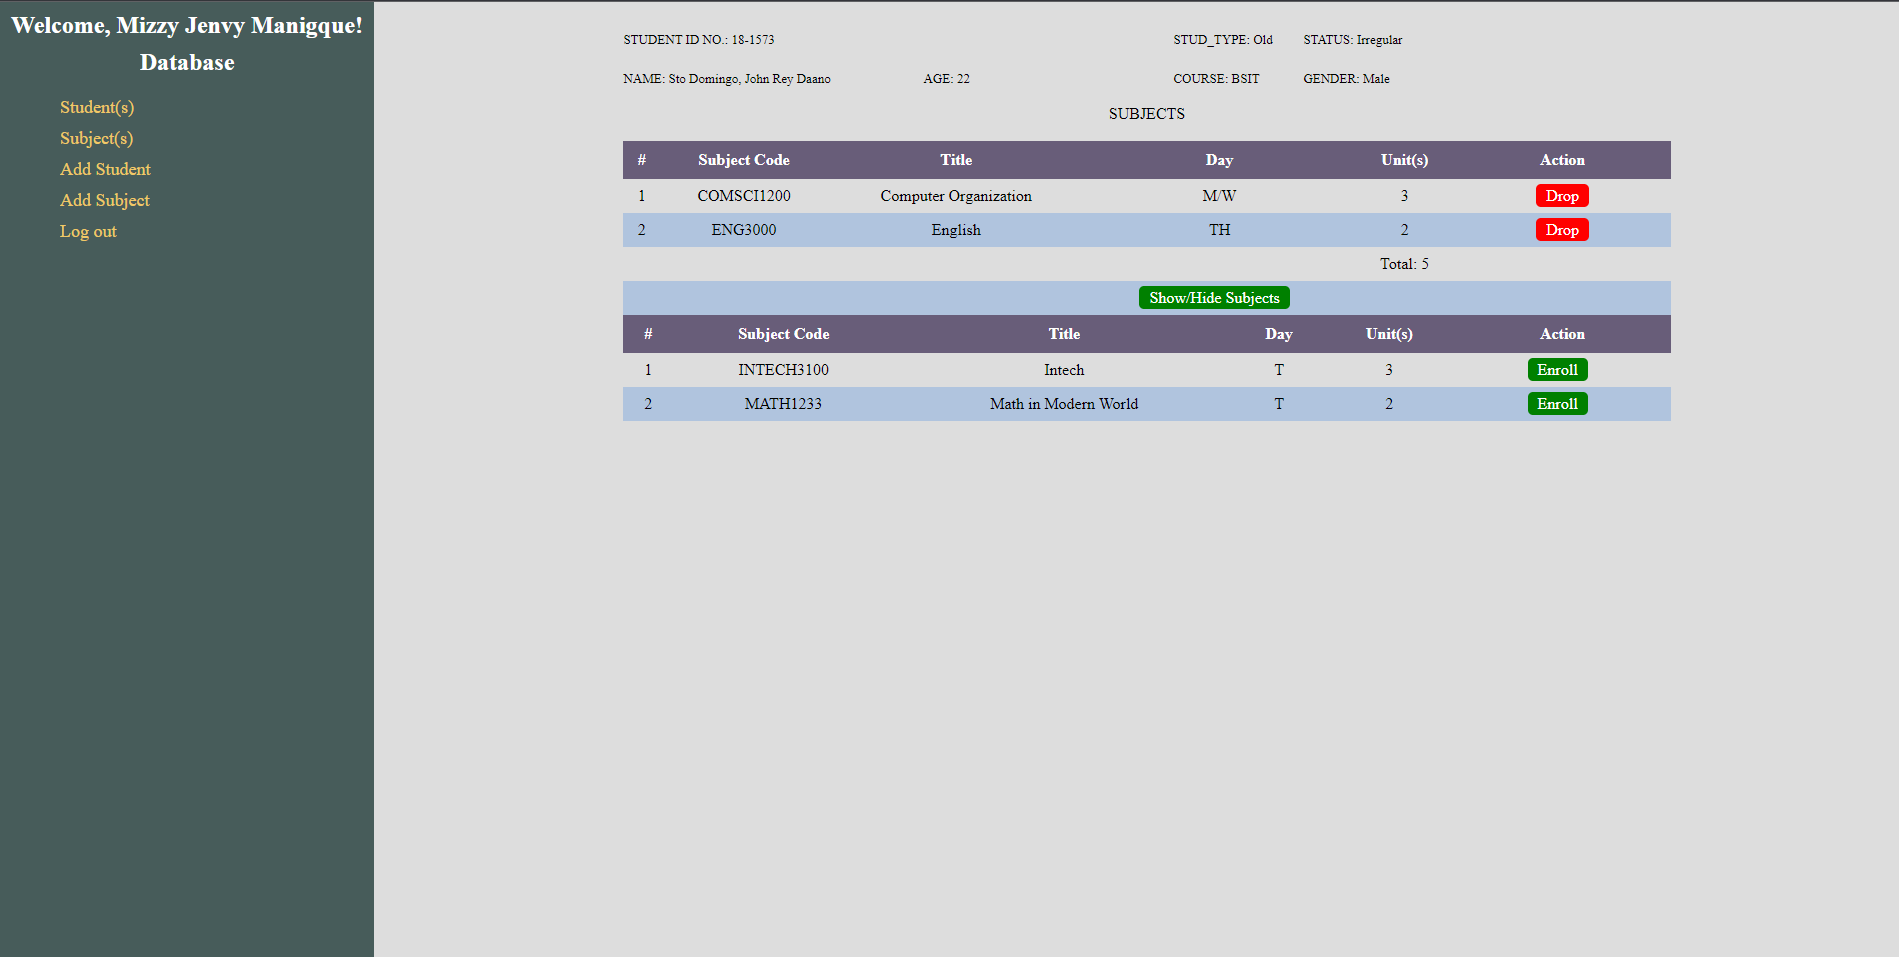 Welcome, Mizzy Jenvy Manigque!
Database
Student(s)
Subject(s)
Add Student
Add Subject
Log out
STUDENT ID NO.: 18-1573 STUD_TYPE: Old STATUS: Irregular
NAME: Sto Domingo, John Rey Daano AGE: 22 COURSE: BSIT GENDER: Male
SUBJECTS
# Subject Code Title Day Unit(s) Action
1 COMSCI1200 Computer Organization M/W 3 Drop
2 ENG3000 English TH 2 Drop
Total: 5
Show/Hide Subjects
# Subject Code Title Day Unit(s) Action
1 INTECH3100 Intech T 3 Enroll
2 MATH1233 Math in Modern World T 2 Enroll